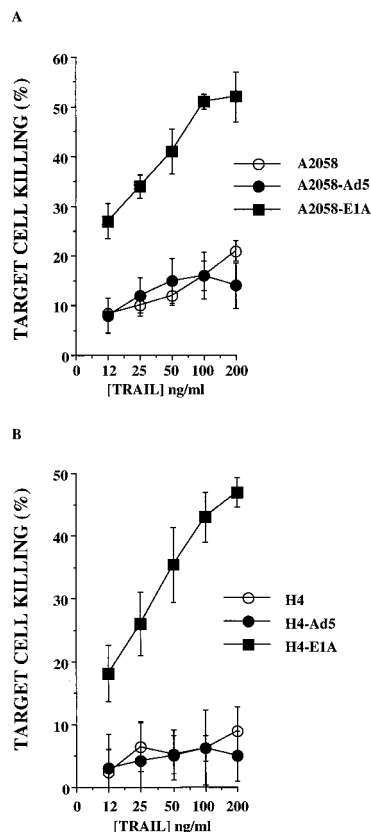 A
TARGET CELL KILLING (%)
60
50
40
30
20
10
0
0 12 25 50 100 200
[TRAIL] ng/ml
A2058
A2058-Ad5
A2058-E1A
B
TARGET CELL KILLING (%)
50
40
30
20
10
0
0 12 25 50 100 200
[TRAIL] ng/ml
H4
H4-Ad5
H4-E1A